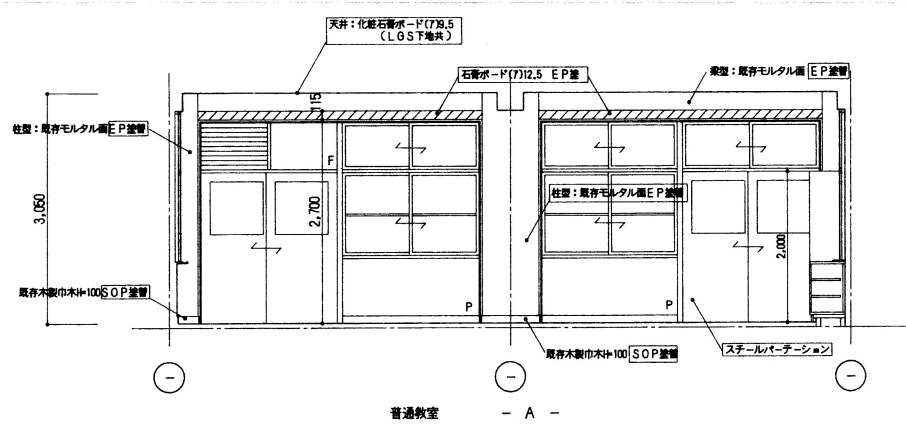 天井：化粧石膏ボード(ｱ)9.5
（LGS下地共）
石膏ボード(ｱ)12.5 EP塗
梁型：既存モルタル面 EP塗替
115
柱型：既存モルタル面EP塗替
F
3,050
2,700
柱型：既存モルタル面EP塗替
2,000
既存木製巾木H=100 SOP塗替
P
P
既存木製巾木H=100 SOP塗替
スチールパーテーション
普通教室 － A －